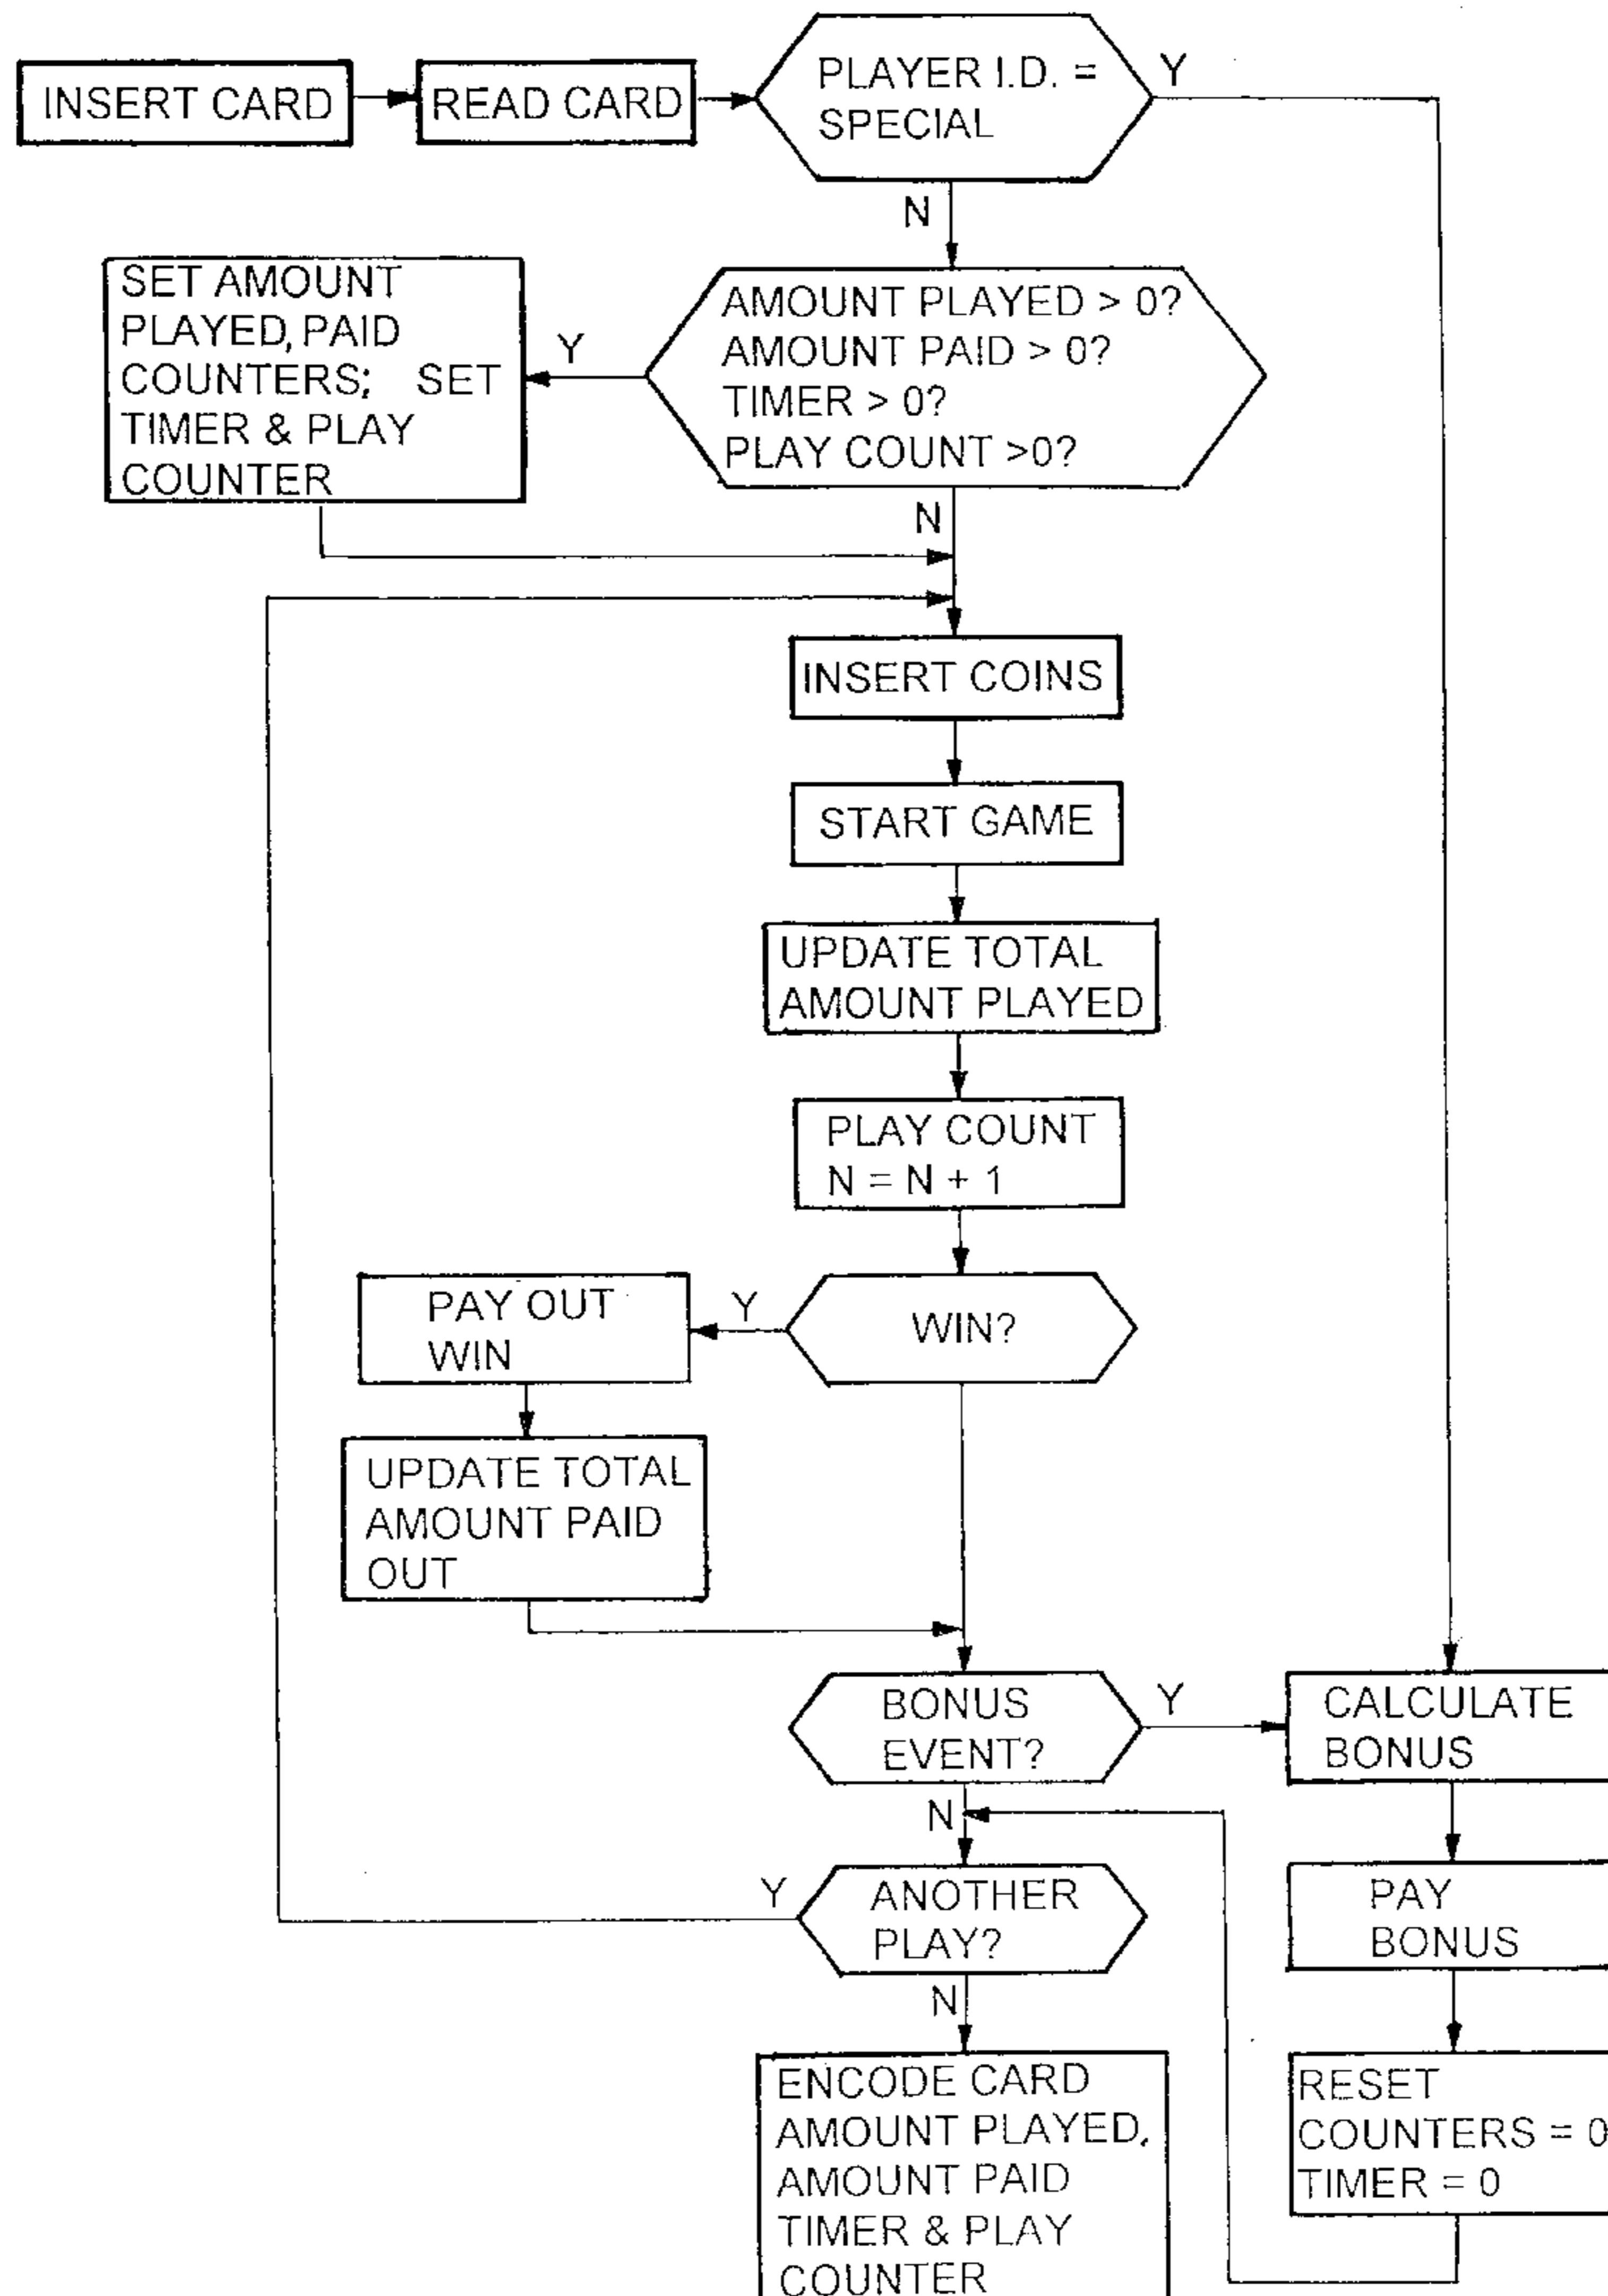 INSERT CARD
READ CARD
PLAYER I.D. =
SPECIAL
Y
N
AMOUNT PLAYED > 0?
AMOUNT PAID > 0?
TIMER > 0?
PLAY COUNT >0?
Y
SET AMOUNT
PLAYED, PAID
COUNTERS; SET
TIMER & PLAY
COUNTER
N
INSERT COINS
START GAME
UPDATE TOTAL
AMOUNT PLAYED
PLAY COUNT
N = N + 1
WIN?
Y
PAY OUT
WIN
UPDATE TOTAL
AMOUNT PAID
OUT
BONUS
EVENT?
Y
CALCULATE
BONUS
N
ANOTHER
PLAY?
Y
PAY
BONUS
N
ENCODE CARD
AMOUNT PLAYED,
AMOUNT PAID
TIMER & PLAY
COUNTER
RESET
COUNTERS = 0
TIMER = 0